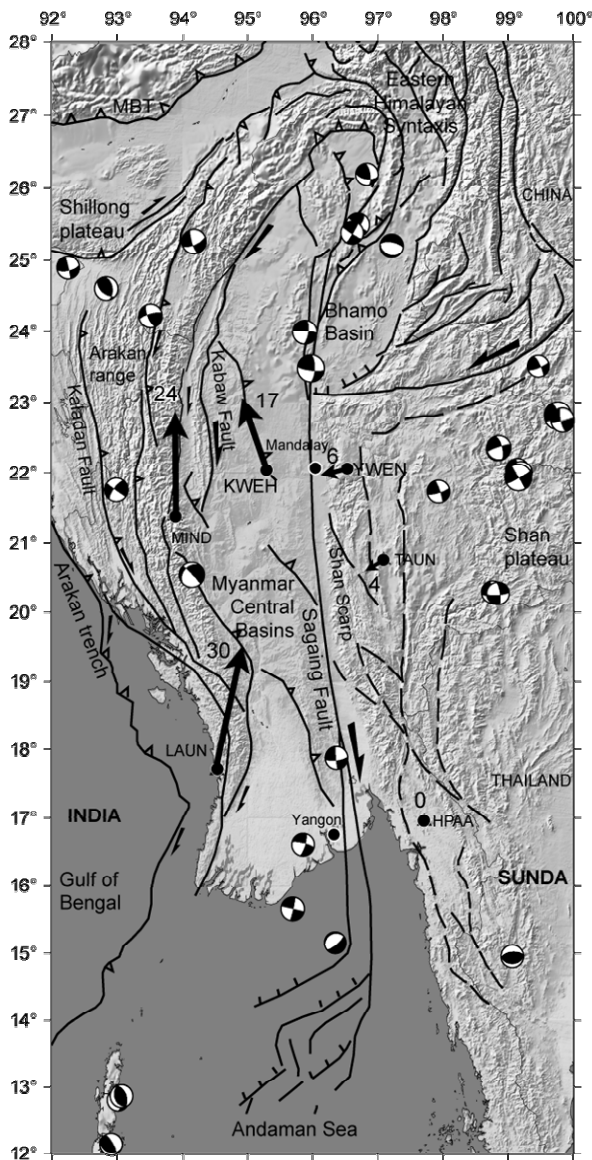 92° 93° 94° 95° 96° 97° 98° 99° 100°
28°
27°
26°
25°
24°
23°
22°
21°
20°
19°
18°
17°
16°
15°
14°
13°
12°
MBT
Eastern
Himalayan
Syntaxis
CHINA
Shillong
plateau
Bhamo
Basin
Arakan
range
Kabaw Fault
24
17
Kaladan Fault
Mandalay
6
YWEN
KWEH
MIND
Shan
plateau
TAUN
4
Shan Scarp
Myanmar
Central
Basins
Arakan trench
Sagaing Fault
30
LAUN
THAILAND
0
HPAA
INDIA
Yangon
SUNDA
Gulf of
Bengal
Andaman Sea